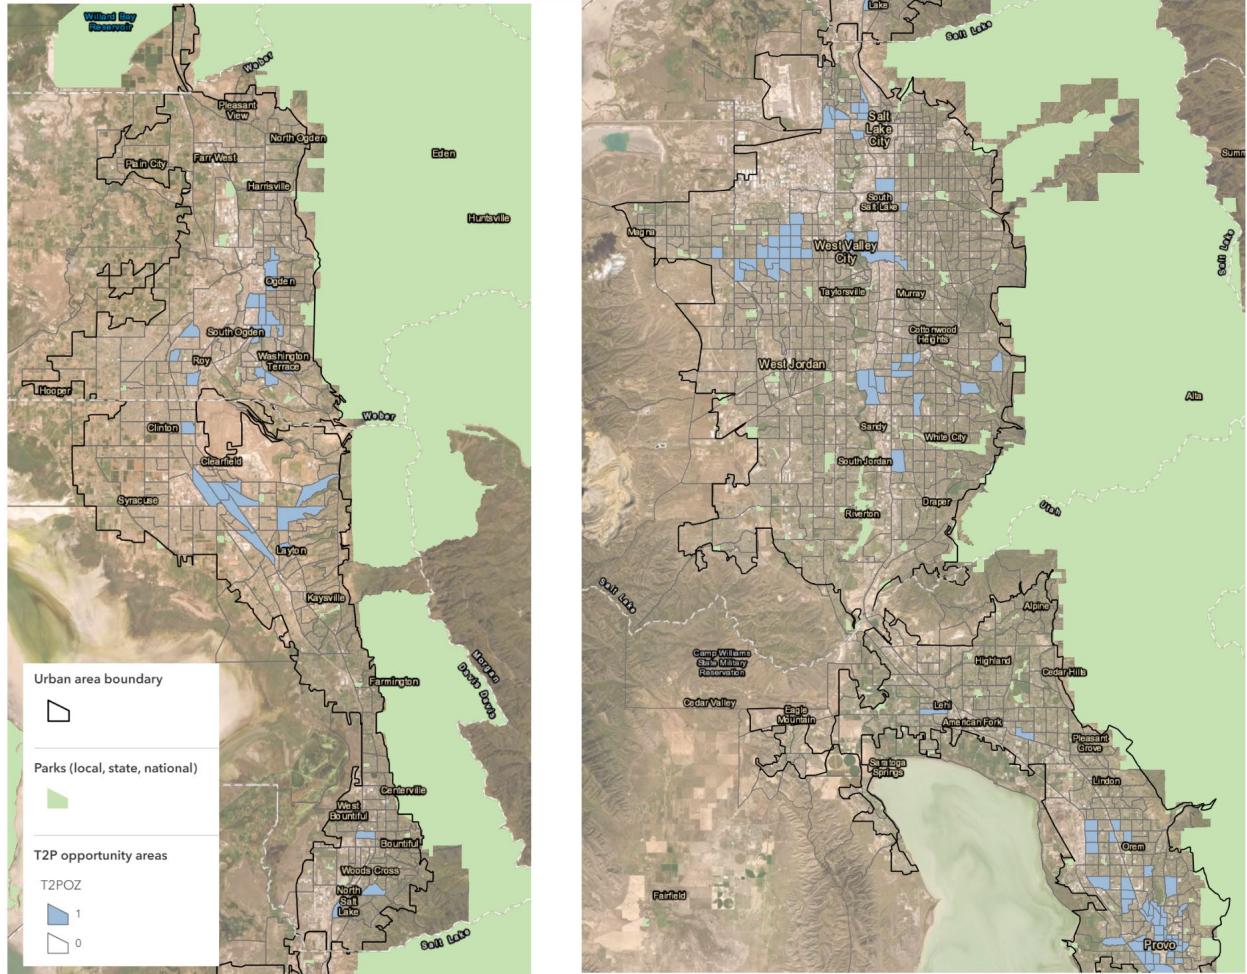 Willard Bay
Reservoir
Weber
Pleasant
View
North Ogden
Plain City
Farr West
Eden
Harrisville
Huntsville
Ogden
South Ogden
Roy
Washington
Terrace
Hooper
Weber
Clinton
Clearfield
Syracuse
Layton
Kaysville
Morgan
Davis Davis
Farmington
Centerville
West
Bountiful
Bountiful
Woods Cross
North
Salt
Lake
Salt Lake
Urban area boundary
Parks (local, state, national)
T2P opportunity areas
T2POZ
1
0
Lake
Salt Lake
Salt
Lake
City
Summ
South
Salt Lake
Magna
West Valley
City
Salt Lake
Taylorsville
Murray
Cottonwood
Heights
West Jordan
Alta
Sandy
White City
South Jordan
Draper
Riverton
Utah
Salt Lake
Alpine
Camp Williams
State Military
Reservation
Highland
Cedar Hills
Cedar Valley
Lehi
Eagle
Mountain
American Fork
Pleasant
Grove
Saratoga
Springs
Lindon
Orem
Fairfield
Provo